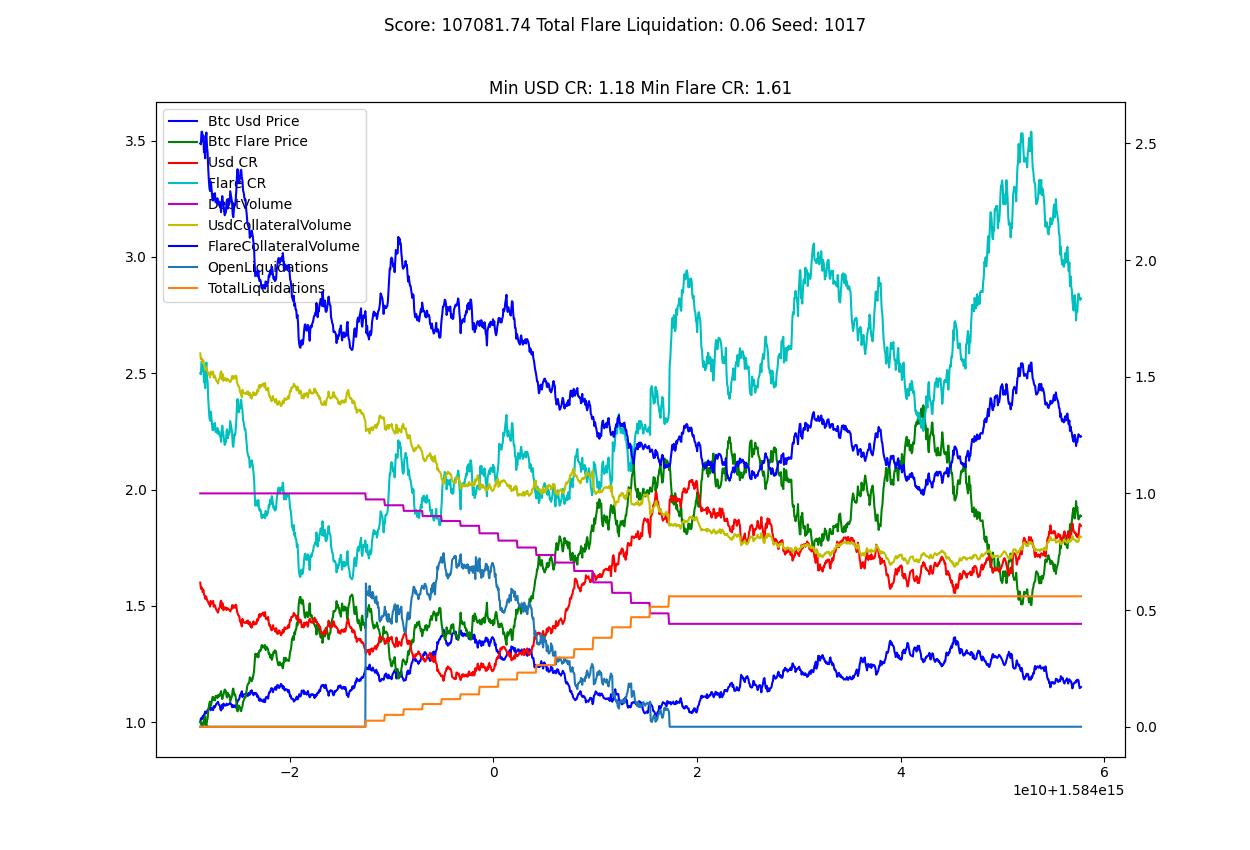 Score: 107081.74 Total Flare Liquidation: 0.06 Seed: 1017
Min USD CR: 1.18 Min Flare CR: 1.61
Btc Usd Price
Btc Flare Price
Usd CR
Flare CR
DebtVolume
UsdCollateralVolume
FlareCollateralVolume
OpenLiquidations
TotalLiquidations
3.5
3.0
2.5
2.0
1.5
1.0
2.5
2.0
1.5
1.0
0.5
0.0
−2
0
2
4
6
1e10+1.584e15